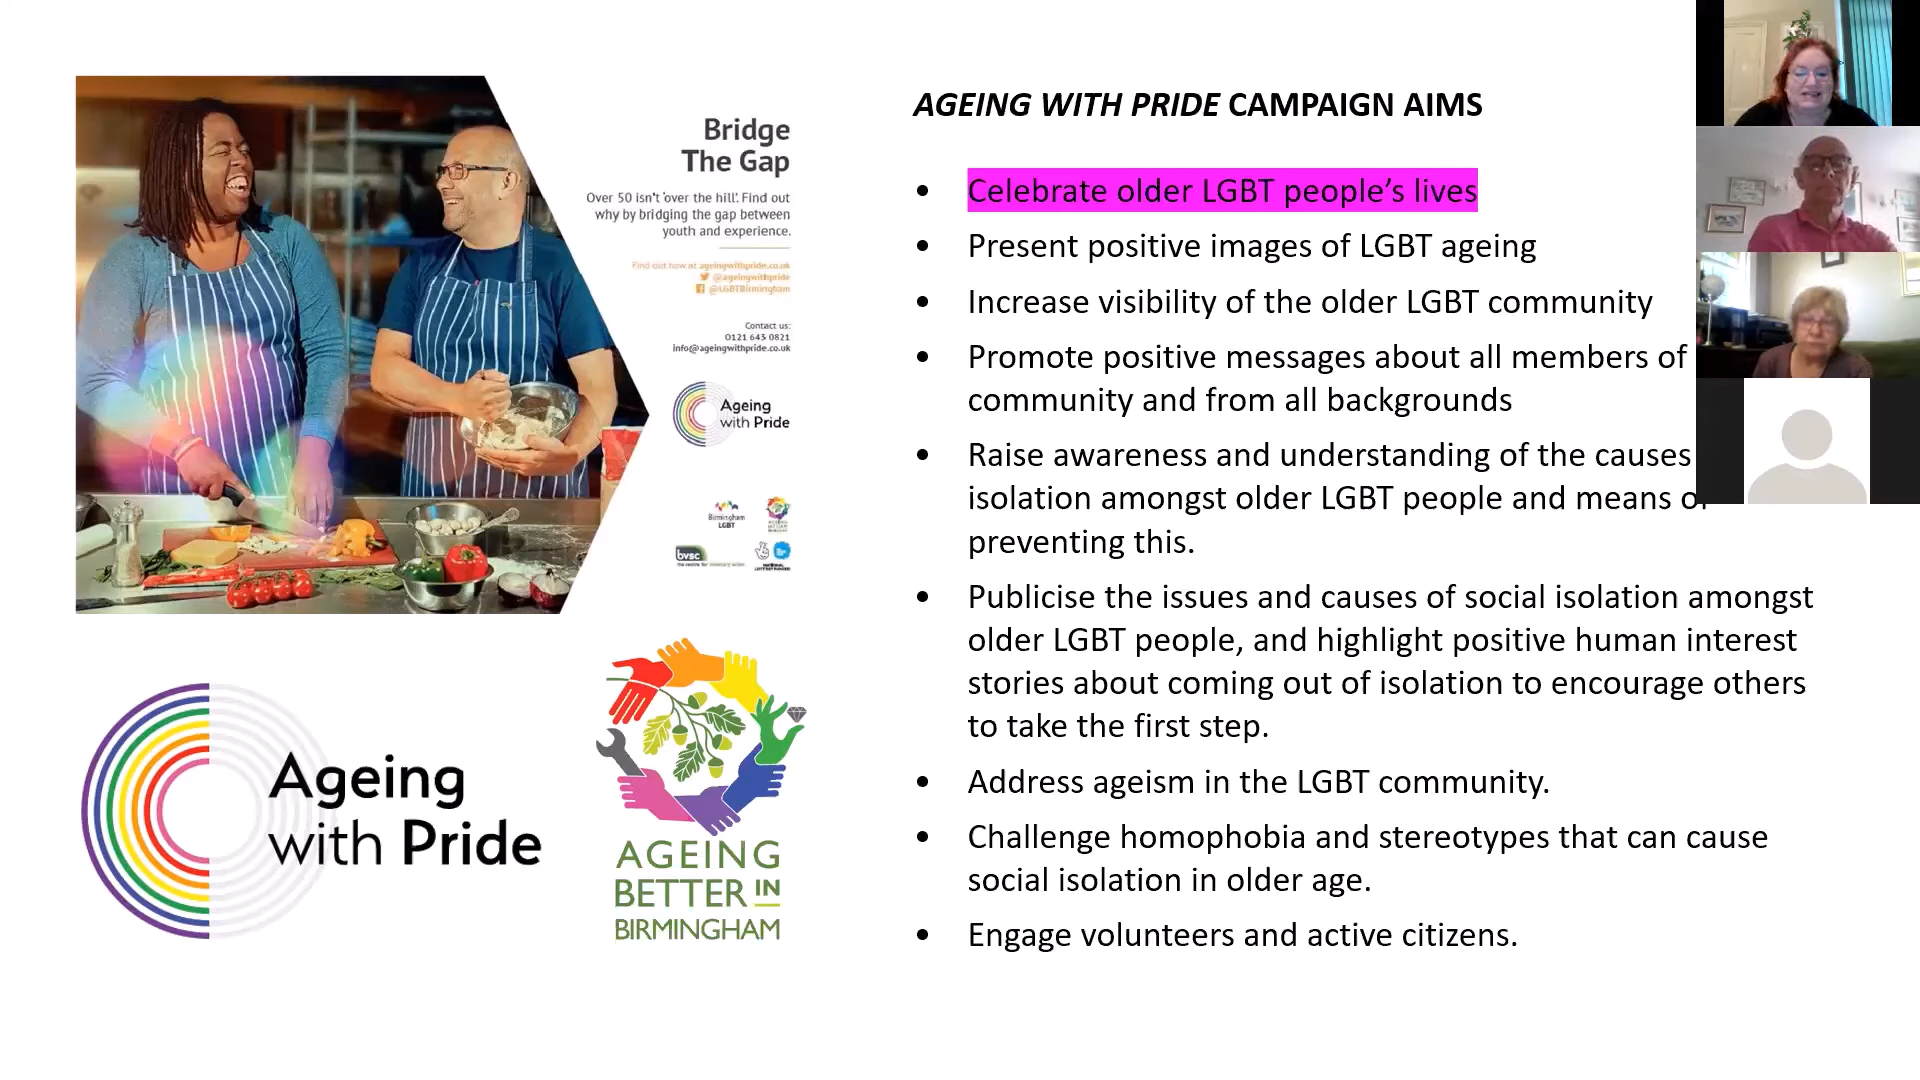 Bridge
The Gap
Over 50 isn't 'over the hill'. Find out
why by bridging the gap between
youth and experience.
Find out how at ageingwithpride.co.uk
@ageingwithpride
@LGBTBirmingham
Contact us:
0121 643 0821
info@ageingwithpride.co.uk
Ageing
with Pride
Birmingham
LGBT
AGEING
BETTER IN
BIRMINGHAM
bvsc
Ageing
with Pride
AGEING
BETTER IN
BIRMINGHAM
AGEING WITH PRIDE CAMPAIGN AIMS
• Celebrate older LGBT people's lives
• Present positive images of LGBT ageing
• Increase visibility of the older LGBT community
• Promote positive messages about all members of
community and from all backgrounds
• Raise awareness and understanding of the causes
isolation amongst older LGBT people and means of
preventing this.
• Publicise the issues and causes of social isolation amongst
older LGBT people, and highlight positive human interest
stories about coming out of isolation to encourage others
to take the first step.
• Address ageism in the LGBT community.
• Challenge homophobia and stereotypes that can cause
social isolation in older age.
• Engage volunteers and active citizens.